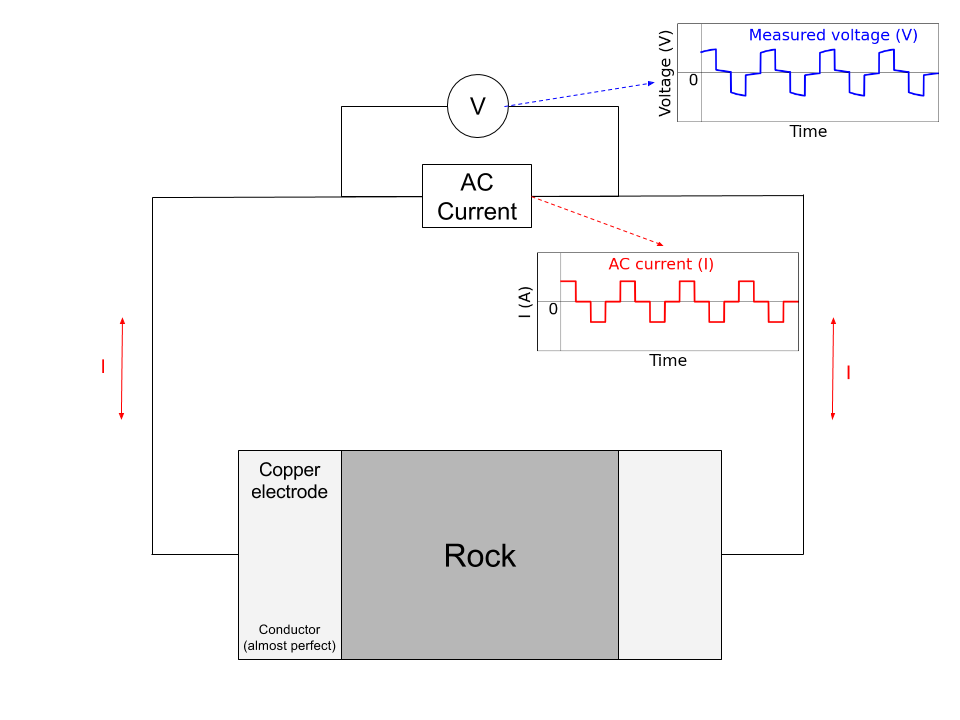 Measured voltage (V)
Voltage (V)
0
Time
V
AC
Current
AC current (I)
I (A)
0
Time
I
I
Copper
electrode
Rock
Conductor
(almost perfect)